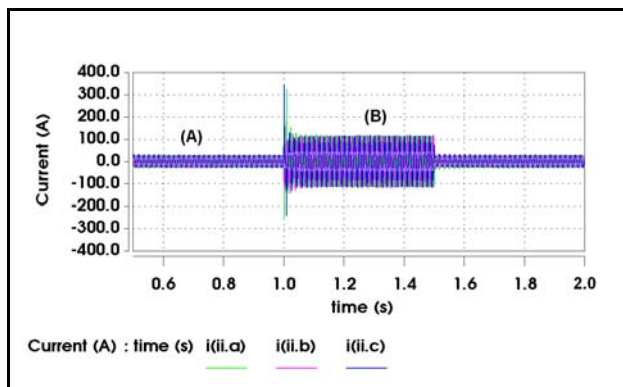 400.0
300.0
200.0
100.0
0.0
-100.0
-200.0
-300.0
-400.0
Current (A)
(A)
(B)
0.6 0.8 1.0 1.2 1.4 1.6 1.8 2.0
time (s)
Current (A) : time (s) i(ii.a) i(ii.b) i(ii.c)